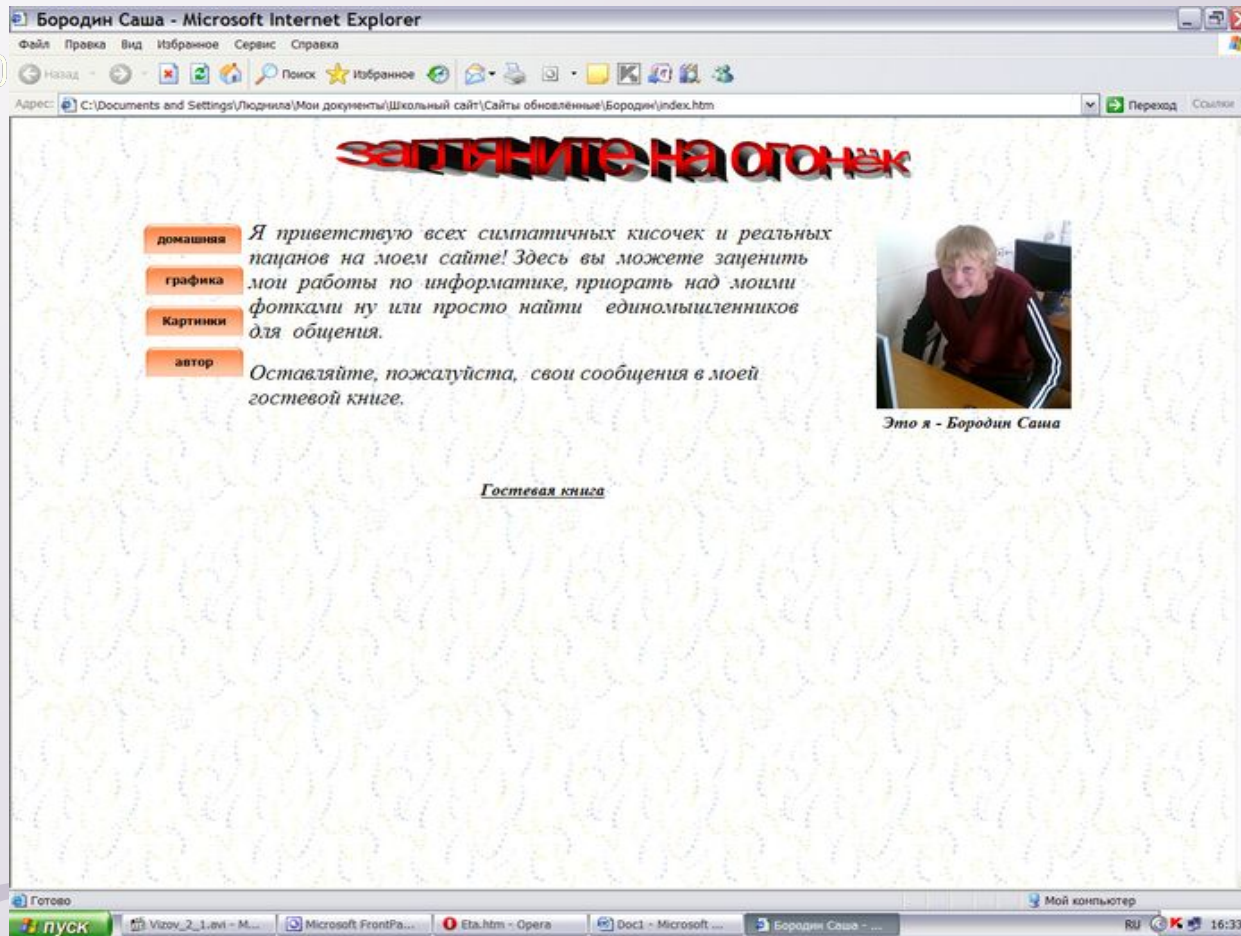 Бородин Саша - Microsoft Internet Explorer
Файл Правка Вид Избранное Сервис Справка
Назад Поиск Избранное
Адрес: C:\Documents and Settings\Людмила\Мои документы\Школьный сайт\Сайты обновлённые\Бородин\index.htm Переход Ссылки
загляните на огонёк
домашняя
графика
Картинки
автор
Я приветствую всех симпатичных кисочек и реальных
пацанов на моем сайте! Здесь вы можете заценить
мои работы по информатике, приорать над моими
фотками ну или просто найти единомышленников
для общения.
Оставляйте, пожалуйста, свои сообщения в моей
гостевой книге.
Это я - Бородин Саша
Гостевая книга
Готово Мой компьютер
пуск Vizov_2_1.avi - M... Microsoft FrontPa... Eta.htm - Opera Doc1 - Microsoft ... Бородин Саша - ... RU 16:33